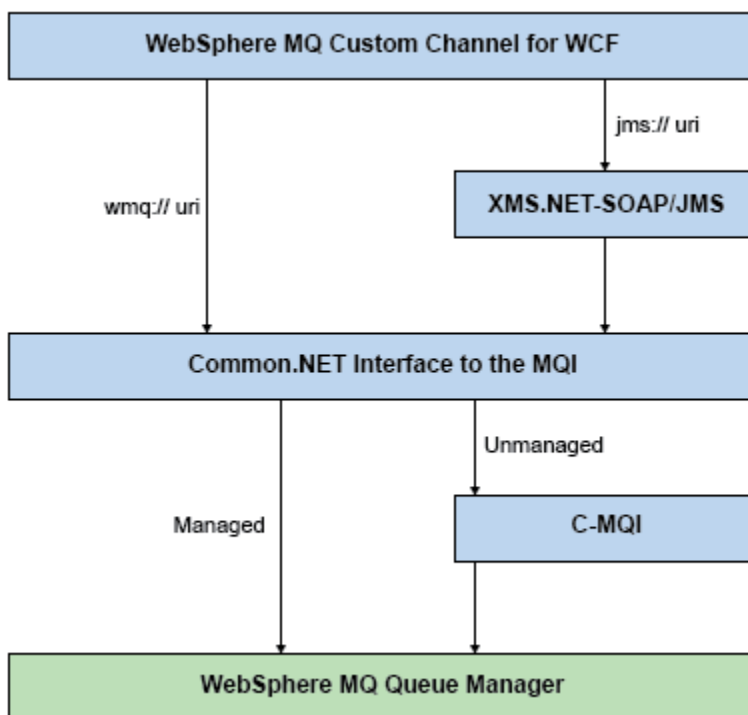 WebSphere MQ Custom Channel for WCF
jms:// uri
wmq:// uri
XMS.NET-SOAP/JMS
Common.NET Interface to the MQI
Unmanaged
Managed
C-MQI
WebSphere MQ Queue Manager